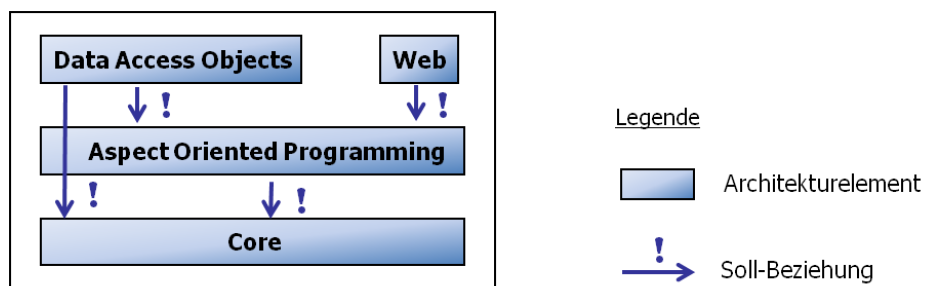 Data Access Objects
Web
!
!
Aspect Oriented Programming
!
!
Core
Legende
Architekturelement
!
Soll-Beziehung